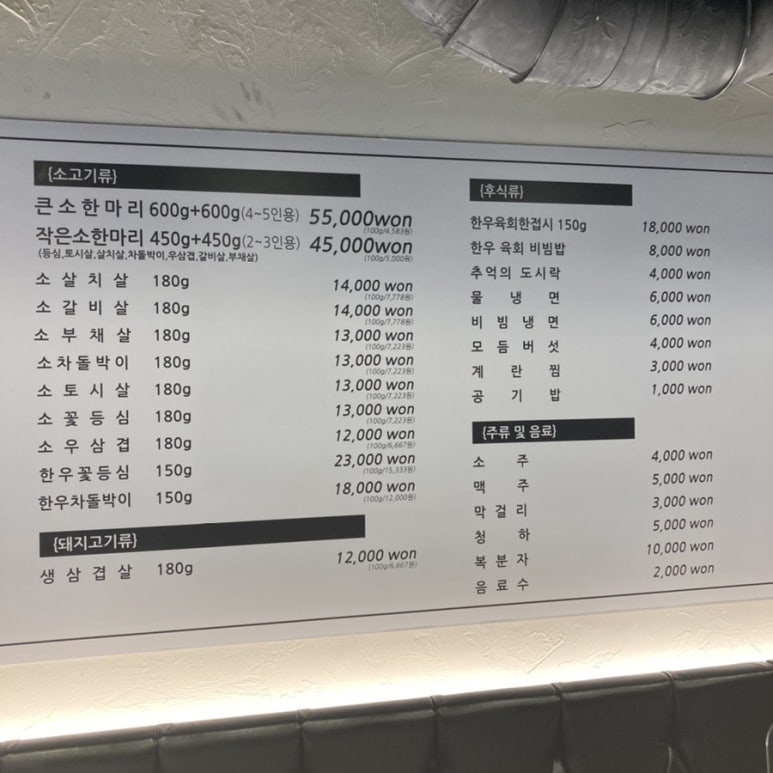 {소고기류}
큰소한마리 600g+600g(4~5인용) 55,000won
(100g/4,583원)
작은소한마리 450g+450g(2~3인용) 45,000won
(등심,토시살,살치살,차돌박이,우삼겹,갈비살,부채살) (100g/5,000원)
소살치살 180g 14,000 won
(100g/7,778원)
소갈비살 180g 14,000 won
(100g/7,778원)
소부채살 180g 13,000 won
(100g/7,223원)
소차돌박이 180g 13,000 won
(100g/7,223원)
소토시살 180g 13,000 won
(100g/7,223원)
소꽃등심 180g 13,000 won
(100g/7,223원)
소우삼겹 180g 12,000 won
(100g/6,667원)
한우꽃등심 150g 23,000 won
(100g/15,333원)
한우차돌박이 150g 18,000 won
(100g/12,000원)
{돼지고기류}
생삼겹살 180g 12,000 won
(100g/6,667원)
{후식류}
한우육회한접시 150g 18,000 won
한우 육회 비빔밥 8,000 won
추억의 도시락 4,000 won
물냉면 6,000 won
비빔냉면 6,000 won
모듬버섯 4,000 won
계란찜 3,000 won
공기밥 1,000 won
{주류 및 음료}
소주 4,000 won
맥주 5,000 won
막걸리 3,000 won
청하 5,000 won
복분자 10,000 won
음료수 2,000 won